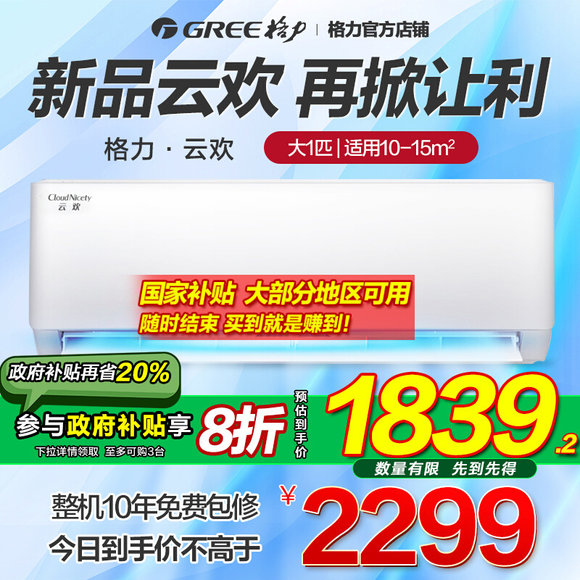 GREE格力 | 格力官方店铺
新品云欢 再掀让利
格力·云欢 大1匹|适用10-15m²
CloudNicety
云欢
国家补贴 大部分地区可用
随时结束 买到就是赚到!
政府补贴再省20%
参与政府补贴享 8折
下拉详情领取 至多可购3台
预估到手价 1839.2
数量有限 先到先得
整机10年免费包修
今日到手价不高于
¥2299